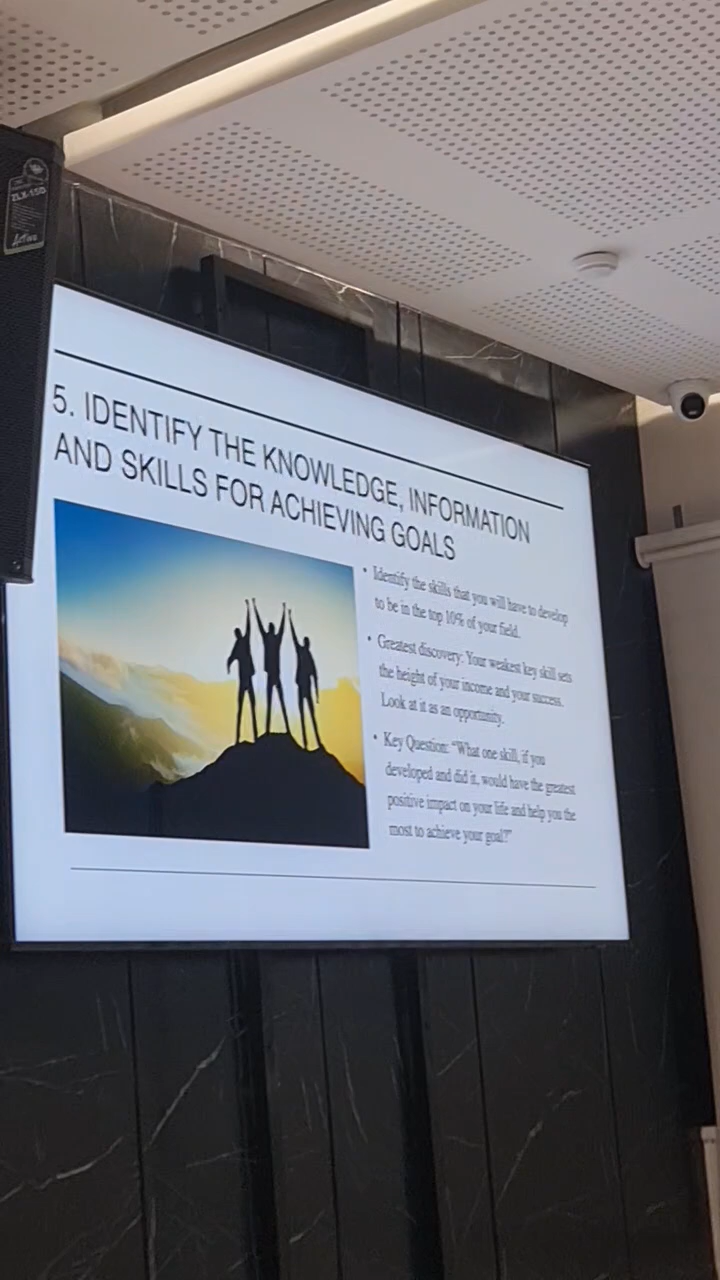 ZLX-15P
Active
5. IDENTIFY THE KNOWLEDGE, INFORMATION
AND SKILLS FOR ACHIEVING GOALS
• Identify the skills that you will have to develop
to be in the top 10% of your field.
• Greatest discovery: Your weakest key skill sets
the height of your income and your success.
Look at it as an opportunity.
• Key Question: "What one skill, if you
developed and did it, would have the greatest
positive impact on your life and help you the
most to achieve your goal?"